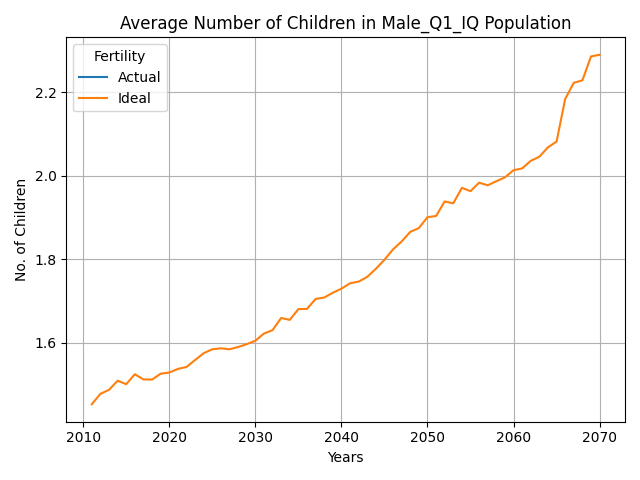 Average Number of Children in Male_Q1_IQ Population
Fertility
Actual
Ideal
No. of Children
2.2
2.0
1.8
1.6
2010 2020 2030 2040 2050 2060 2070
Years